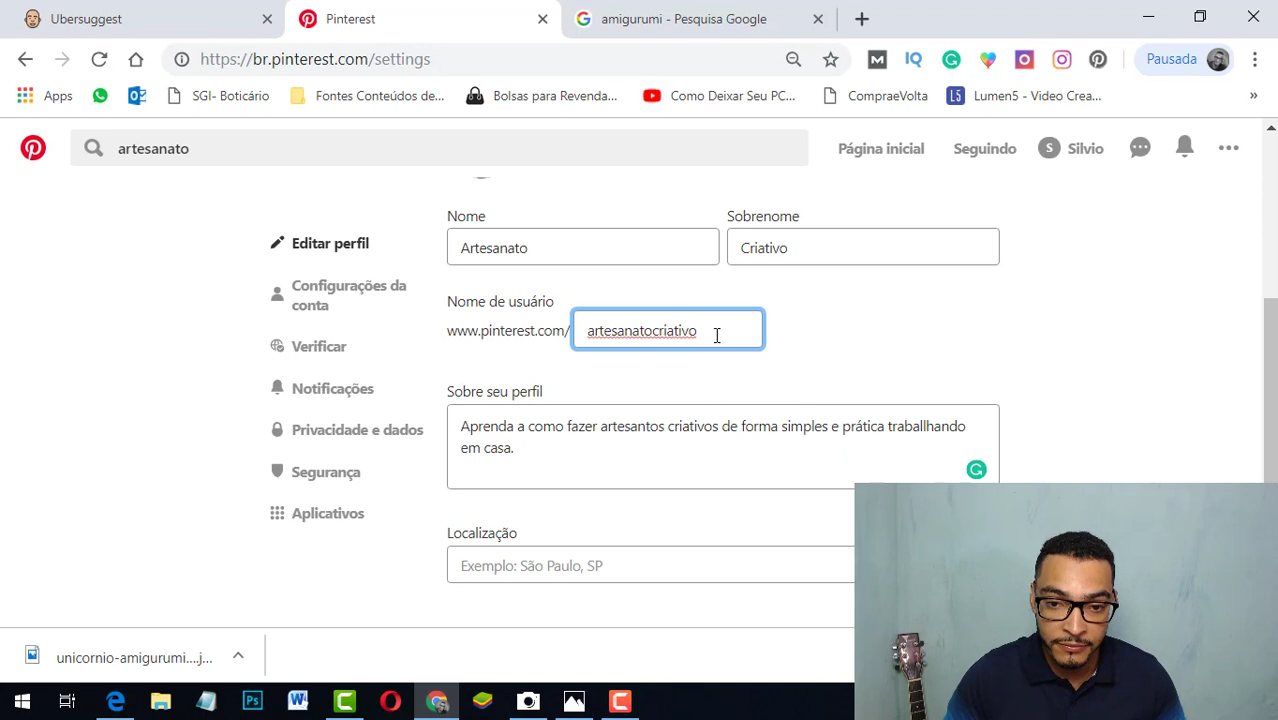 Ubersuggest
Pinterest
amigurumi - Pesquisa Google
https://br.pinterest.com/settings
Pausada
Apps
SGI- Boticário
Fontes Conteúdos de...
Bolsas para Revenda...
Como Deixar Seu PC...
CompraeVolta
Lumen5 - Video Crea...
»
artesanato
Página inicial
Seguindo
S Silvio
Nome
Sobrenome
Artesanato
Criativo
Editar perfil
Configurações da
conta
Verificar
Notificações
Privacidade e dados
Segurança
Aplicativos
Nome de usuário
www.pinterest.com/
artesanatocriativo
Sobre seu perfil
Aprenda a como fazer artesantos criativos de forma simples e prática traballhando
em casa.
Localização
Exemplo: São Paulo, SP
unicornio-amigurumi....j...